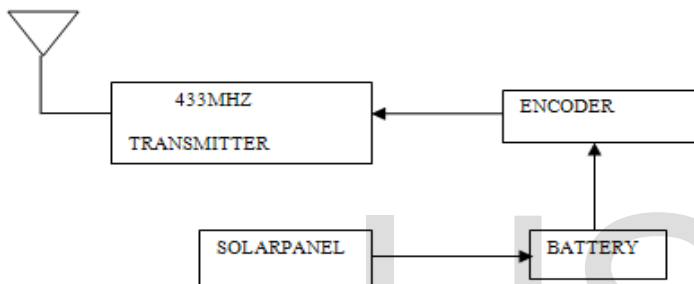 433MHZ
TRANSMITTER
ENCODER
SOLARPANEL
BATTERY